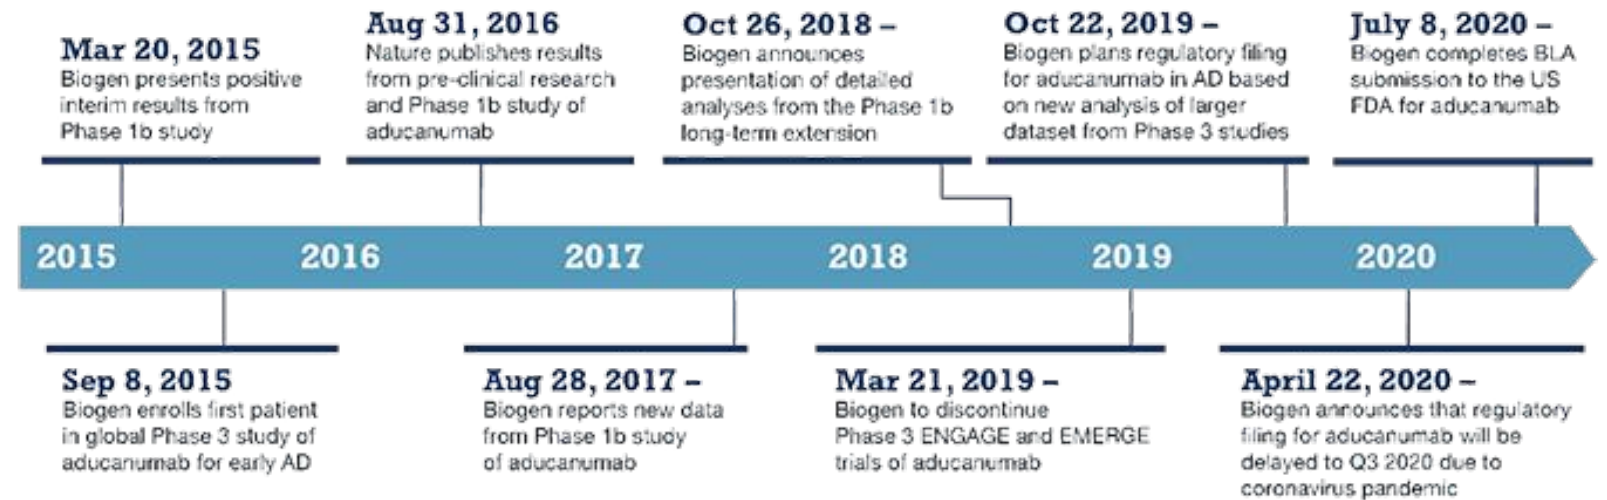 Mar 20, 2015
Biogen presents positive
interim results from
Phase 1b study
Aug 31, 2016
Nature publishes results
from pre-clinical research
and Phase 1b study of
aducanumab
Oct 26, 2018 –
Biogen announces
presentation of detailed
analyses from the Phase 1b
long-term extension
Oct 22, 2019 –
Biogen plans regulatory filing
for aducanumab in AD based
on new analysis of larger
dataset from Phase 3 studies
July 8, 2020 –
Biogen completes BLA
submission to the US
FDA for aducanumab
2015
2016
2017
2018
2019
2020
Sep 8, 2015
Biogen enrolls first patient
in global Phase 3 study of
aducanumab for early AD
Aug 28, 2017 –
Biogen reports new data
from Phase 1b study
of aducanumab
Mar 21, 2019 –
Biogen to discontinue
Phase 3 ENGAGE and EMERGE
trials of aducanumab
April 22, 2020 –
Biogen announces that regulatory
filing for aducanumab will be
delayed to Q3 2020 due to
coronavirus pandemic